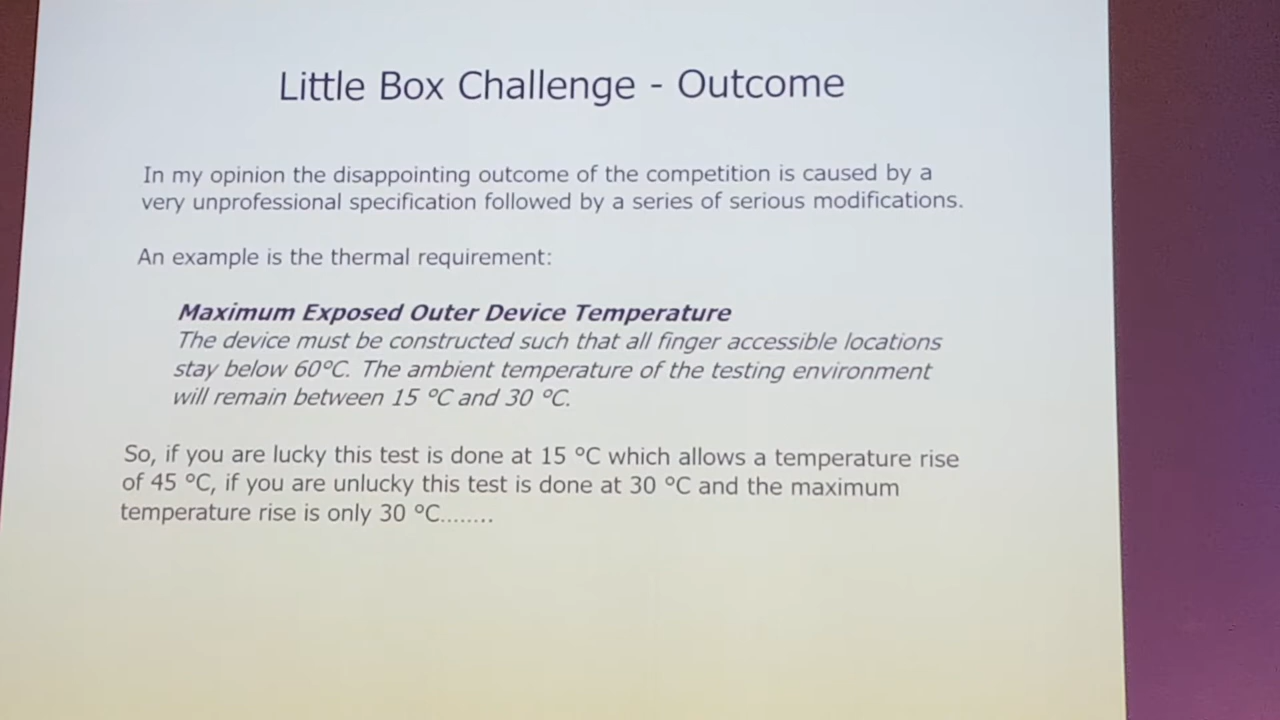 Little Box Challenge - Outcome
In my opinion the disappointing outcome of the competition is caused by a
very unprofessional specification followed by a series of serious modifications.
An example is the thermal requirement:
Maximum Exposed Outer Device Temperature
The device must be constructed such that all finger accessible locations
stay below 60°C. The ambient temperature of the testing environment
will remain between 15 °C and 30 °C.
So, if you are lucky this test is done at 15 °C which allows a temperature rise
of 45 °C, if you are unlucky this test is done at 30 °C and the maximum
temperature rise is only 30 °C........